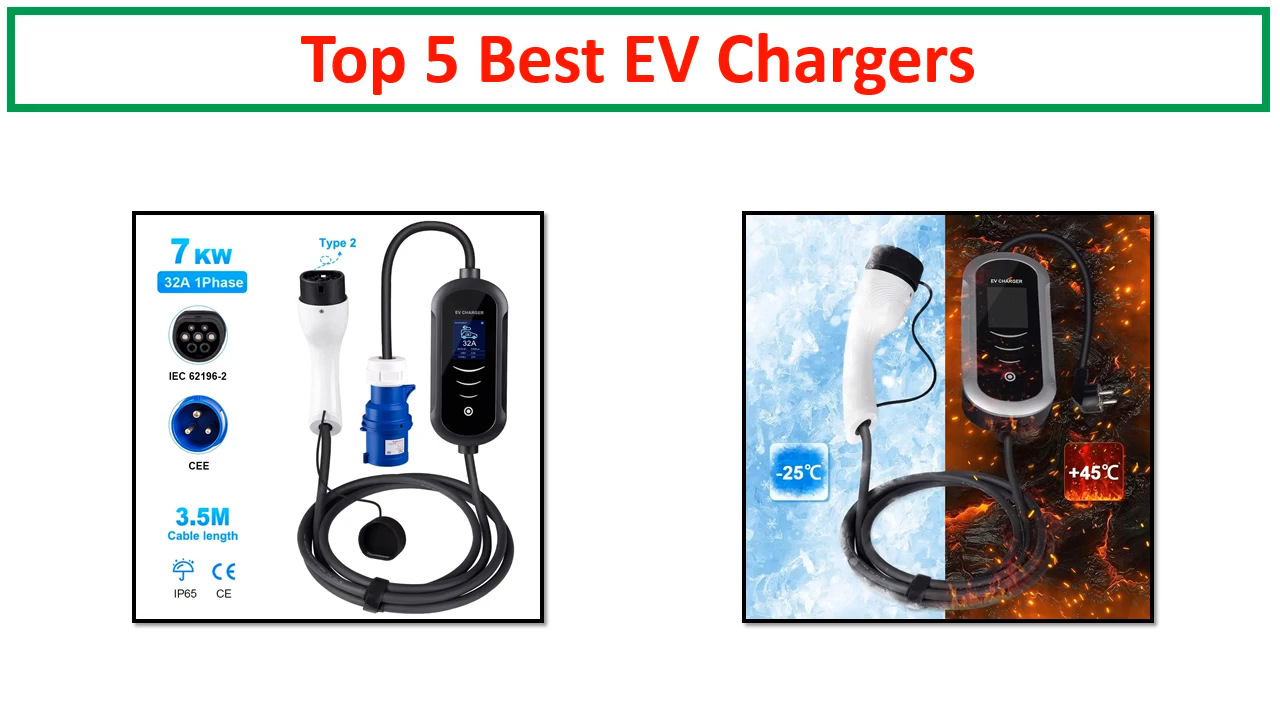 Top 5 Best EV Chargers
7 KW
32A 1Phase
Type 2
IEC 62196-2
CEE
3.5M
Cable length
IP65
CE
EV CHARGER
32A
EV CHARGER
-25℃
+45℃